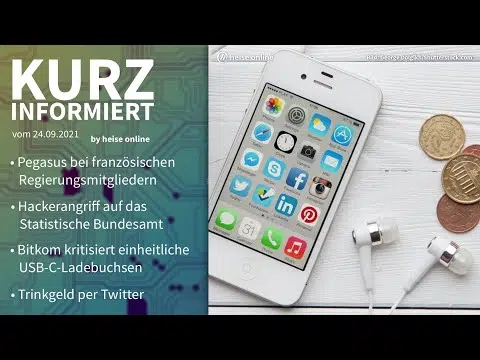 KURZ
INFORMIERT
vom 24.09.2021
by heise online
• Pegasus bei französischen
Regierungsmitgliedern
• Hackerangriff auf das
Statistische Bundesamt
• Bitkom kritisiert einheitliche
USB-C-Ladebuchsen
• Trinkgeld per Twitter
heise online